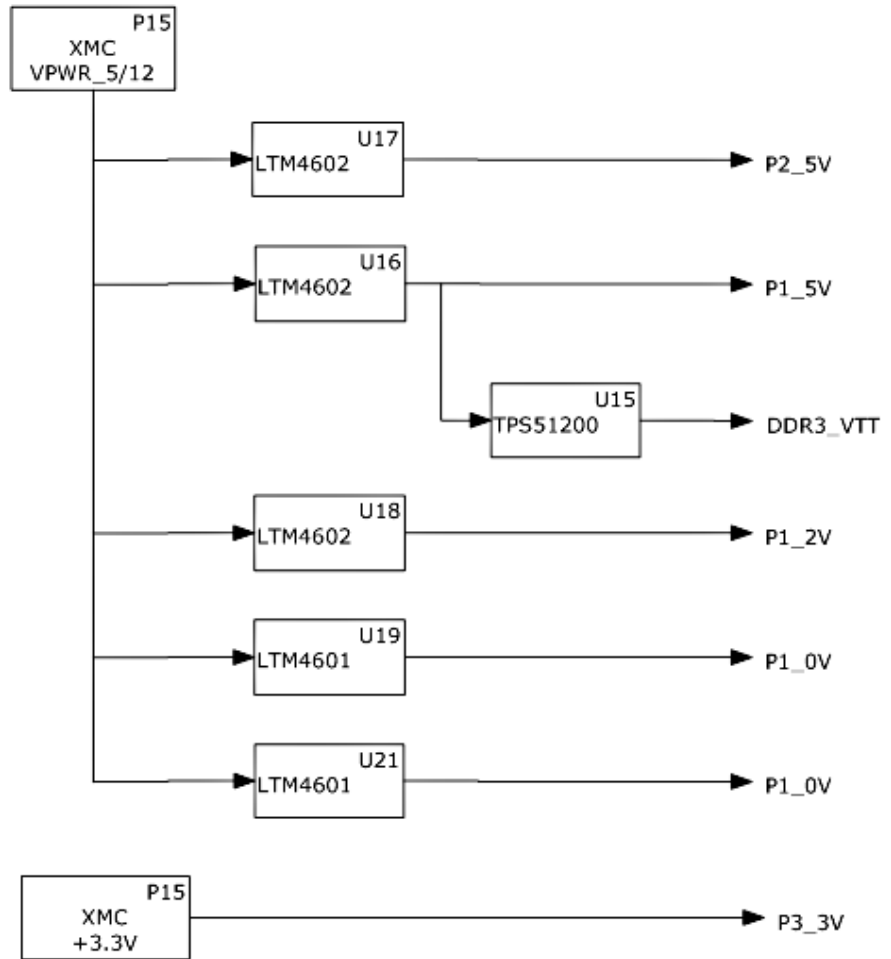 P15
XMC
VPWR_5/12
U17
LTM4602
P2_5V
U16
LTM4602
P1_5V
U15
TPS51200
DDR3_VTT
U18
LTM4602
P1_2V
U19
LTM4601
P1_0V
U21
LTM4601
P1_0V
P15
XMC
+3.3V
P3_3V